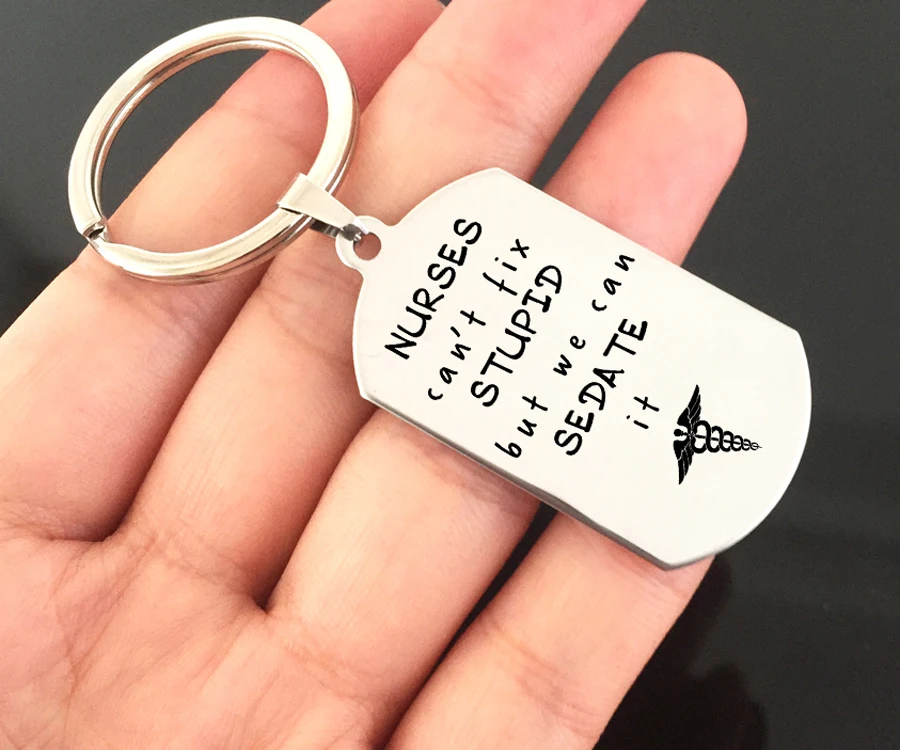 NURSES
can't fix
STUPID
but we can
SEDATE
it